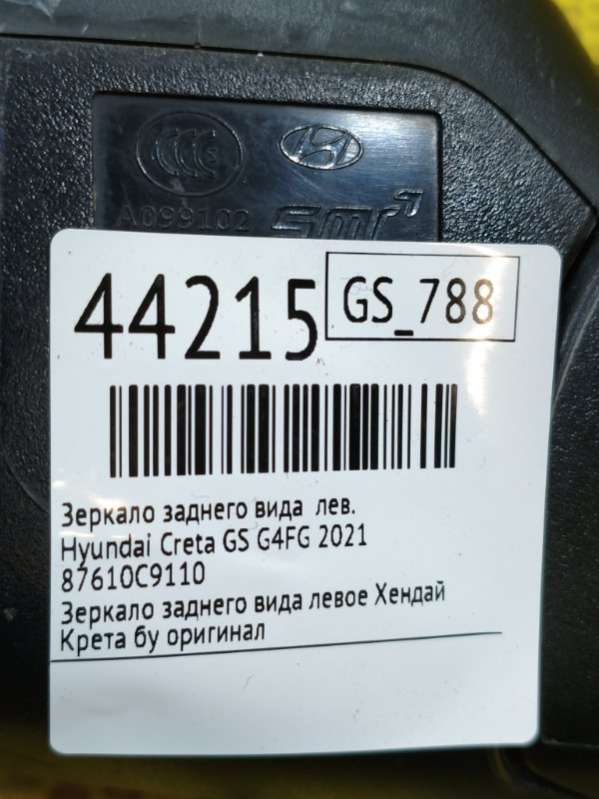 A099102
SMR
44215
GS_788
Зеркало заднего вида лев.
Hyundai Creta GS G4FG 2021
87610C9110
Зеркало заднего вида левое Хендай
Крета бу оригинал